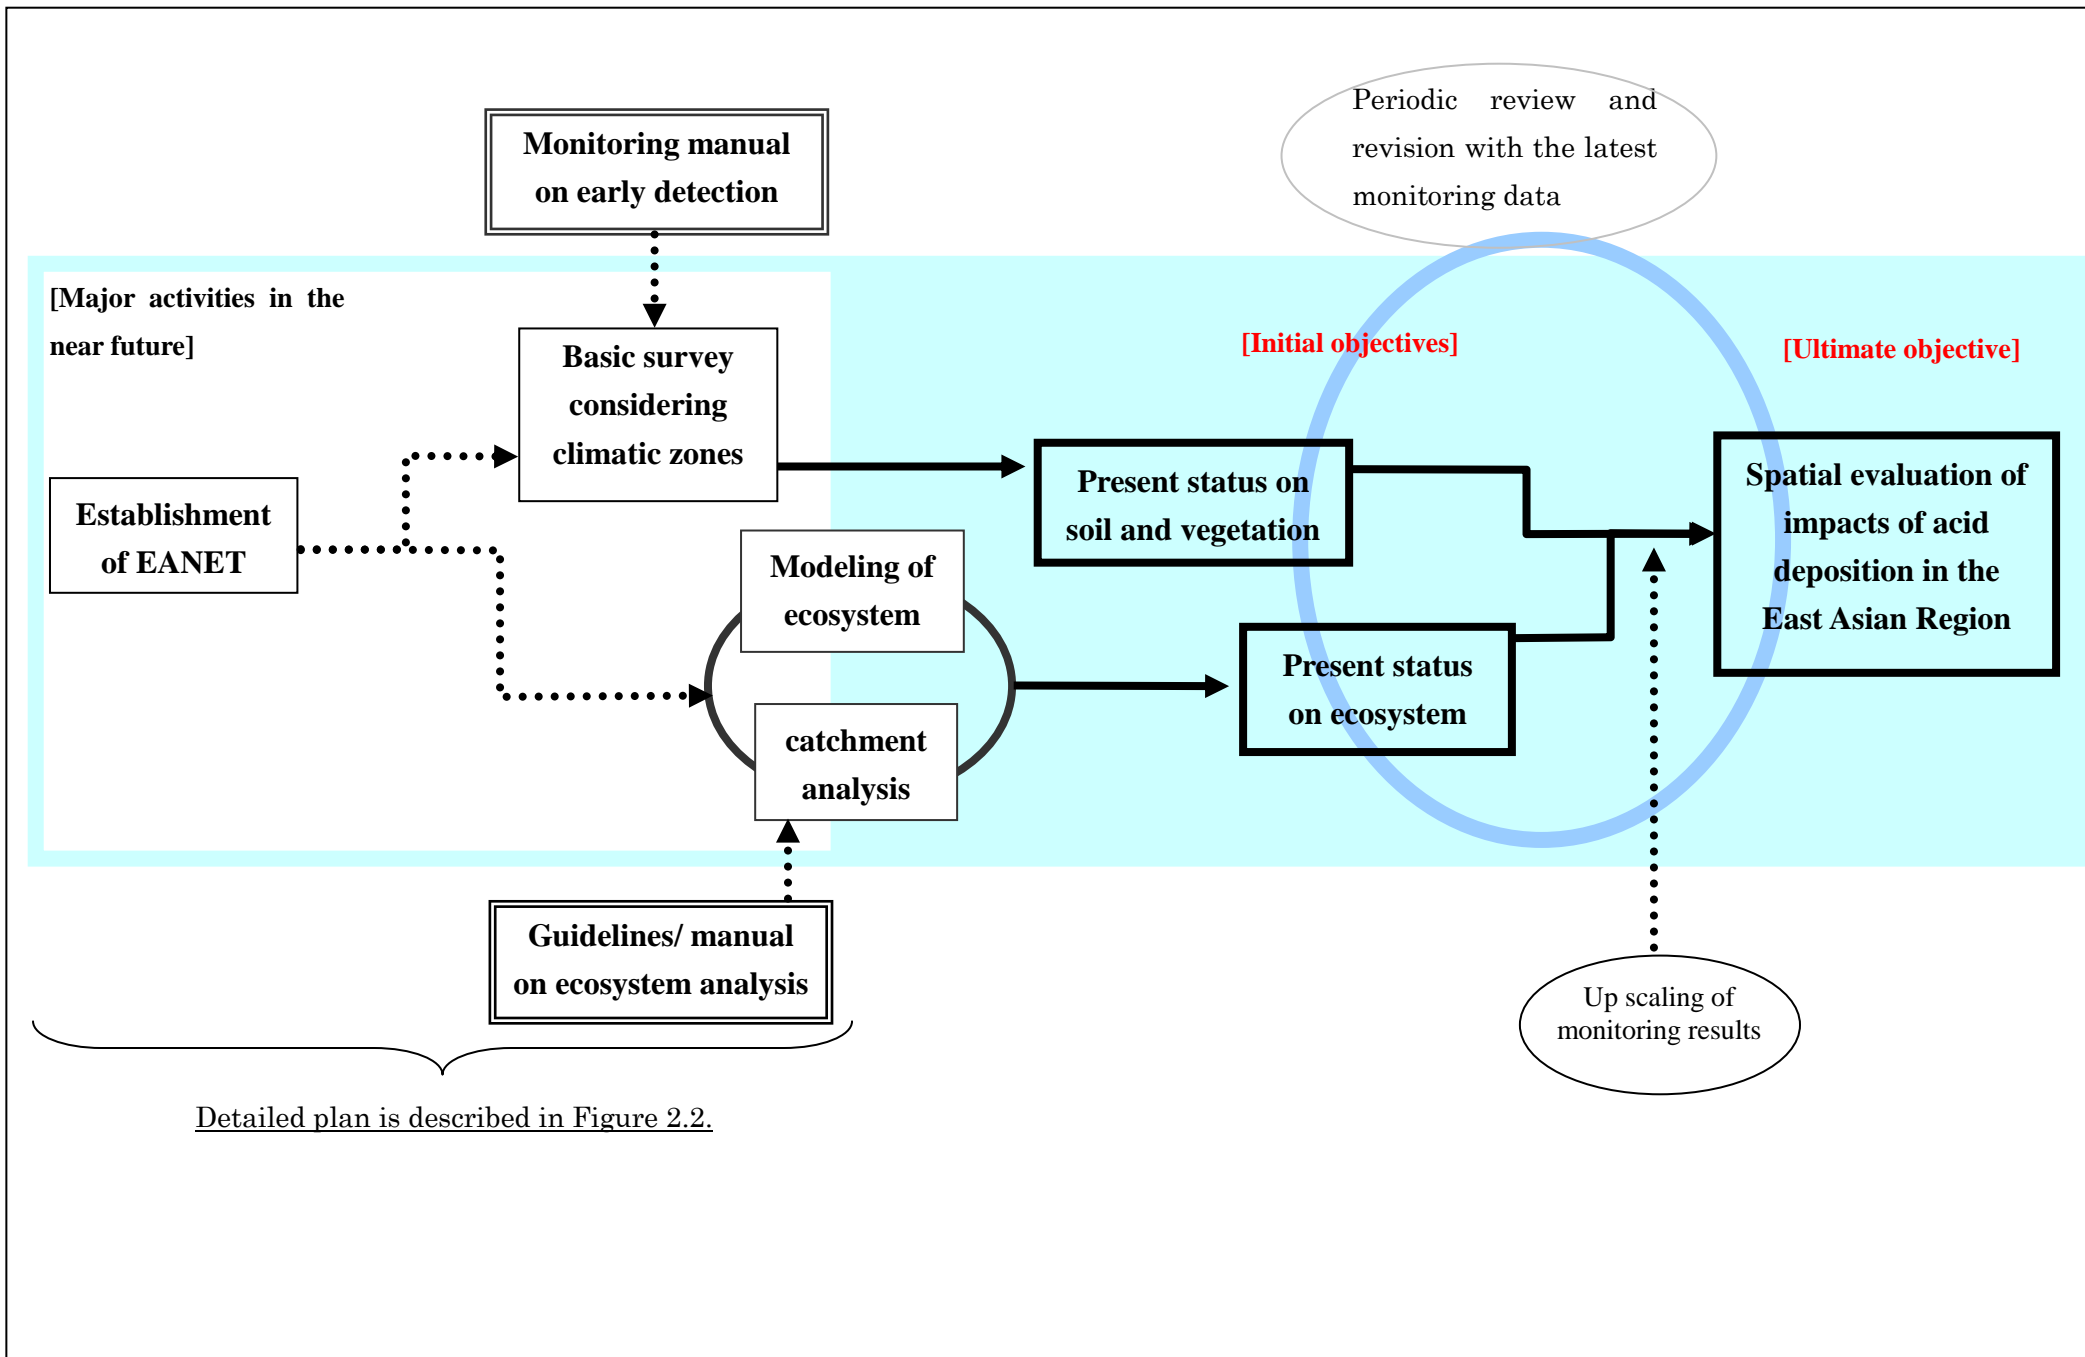 Periodic review and
revision with the latest
monitoring data
Monitoring manual
on early detection
[Major activities in the
near future]
Basic survey
considering
climatic zones
[Initial objectives]
[Ultimate objective]
Establishment
of EANET
Present status on
soil and vegetation
Spatial evaluation of
impacts of acid
deposition in the
East Asian Region
Modeling of
ecosystem
Present status
on ecosystem
catchment
analysis
Guidelines/ manual
on ecosystem analysis
Up scaling of
monitoring results
Detailed plan is described in Figure 2.2.